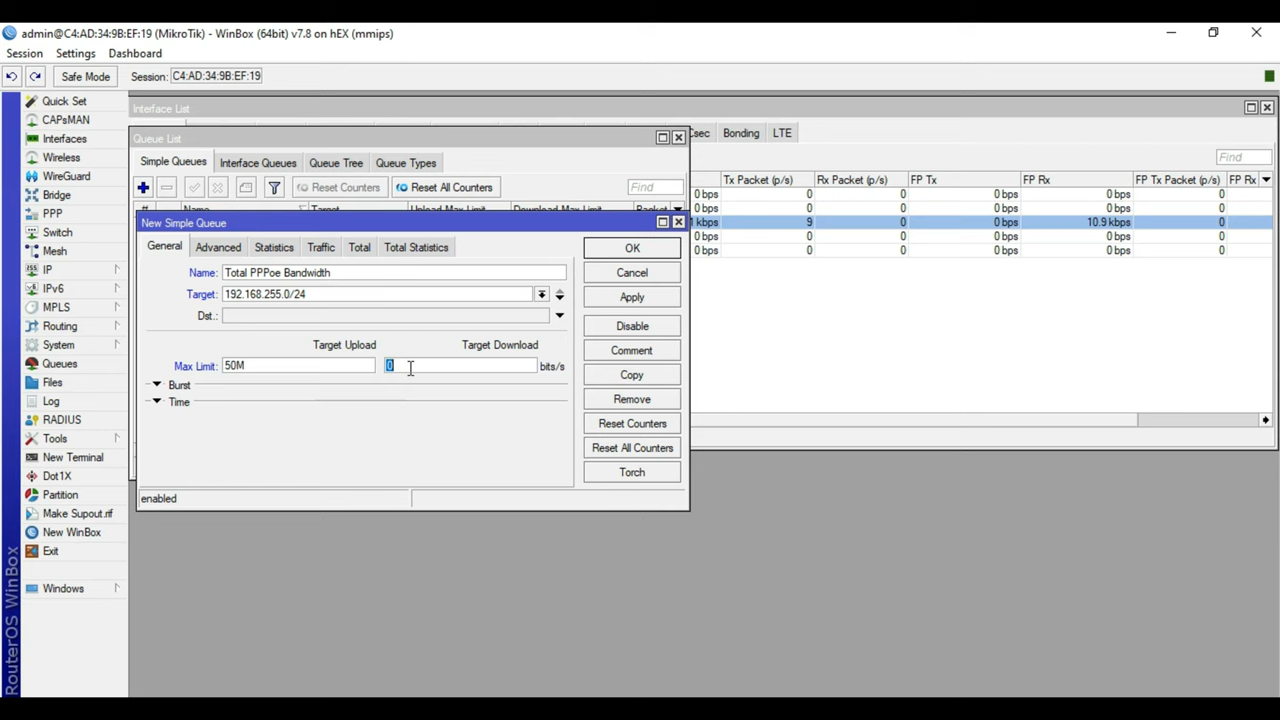 admin@C4:AD:34:9B:EF:19 (MikroTik) - WinBox (64bit) v7.8 on hEX (mmips)
Session Settings Dashboard
Safe Mode Session: C4:AD:34:9B:EF:19
Quick Set
CAPsMAN
Interfaces
Wireless
WireGuard
Bridge
PPP
Switch
Mesh
IP
IPv6
MPLS
Routing
System
Queues
Files
Log
RADIUS
Tools
New Terminal
Dot1X
Partition
Make Supout.rif
New WinBox
Exit
Windows
RouterOS WinBox
Interface List
Bonding LTE
Find
Tx Packet (p/s) Rx Packet (p/s) FP Tx FP Rx FP Tx Packet (p/s) FP Rx
0 bps 0 0 0 bps 0 bps 0
0 bps 0 0 0 bps 0 bps 0
kbps 9 0 0 bps 10.9 kbps 0
0 bps 0 0 0 bps 0 bps 0
0 bps 0 0 0 bps 0 bps 0
Queue List
Simple Queues Interface Queues Queue Tree Queue Types
Reset Counters Reset All Counters Find
# Name Target Upload Max Limit Download Max Limit Packet
New Simple Queue
General Advanced Statistics Traffic Total Total Statistics
Name: Total PPPoe Bandwidth
Target: 192.168.255.0/24
Dst.:
Target Upload Target Download
Max Limit: 50M 0 bits/s
Burst
Time
OK
Cancel
Apply
Disable
Comment
Copy
Remove
Reset Counters
Reset All Counters
Torch
enabled